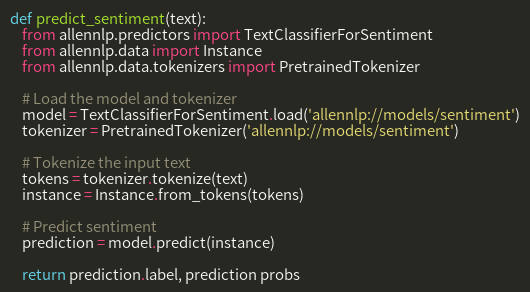 def predict_sentiment(text):
from allennlp.predictors import TextClassifierForSentiment
from allennlp.data import Instance
from allennlp.data.tokenizers import PretrainedTokenizer
# Load the model and tokenizer
model = TextClassifierForSentiment.load('allennlp://models/sentiment')
tokenizer = PretrainedTokenizer('allennlp://models/sentiment')
# Tokenize the input text
tokens = tokenizer.tokenize(text)
instance = Instance.from_tokens(tokens)
# Predict sentiment
prediction = model.predict(instance)
return prediction.label, prediction probs